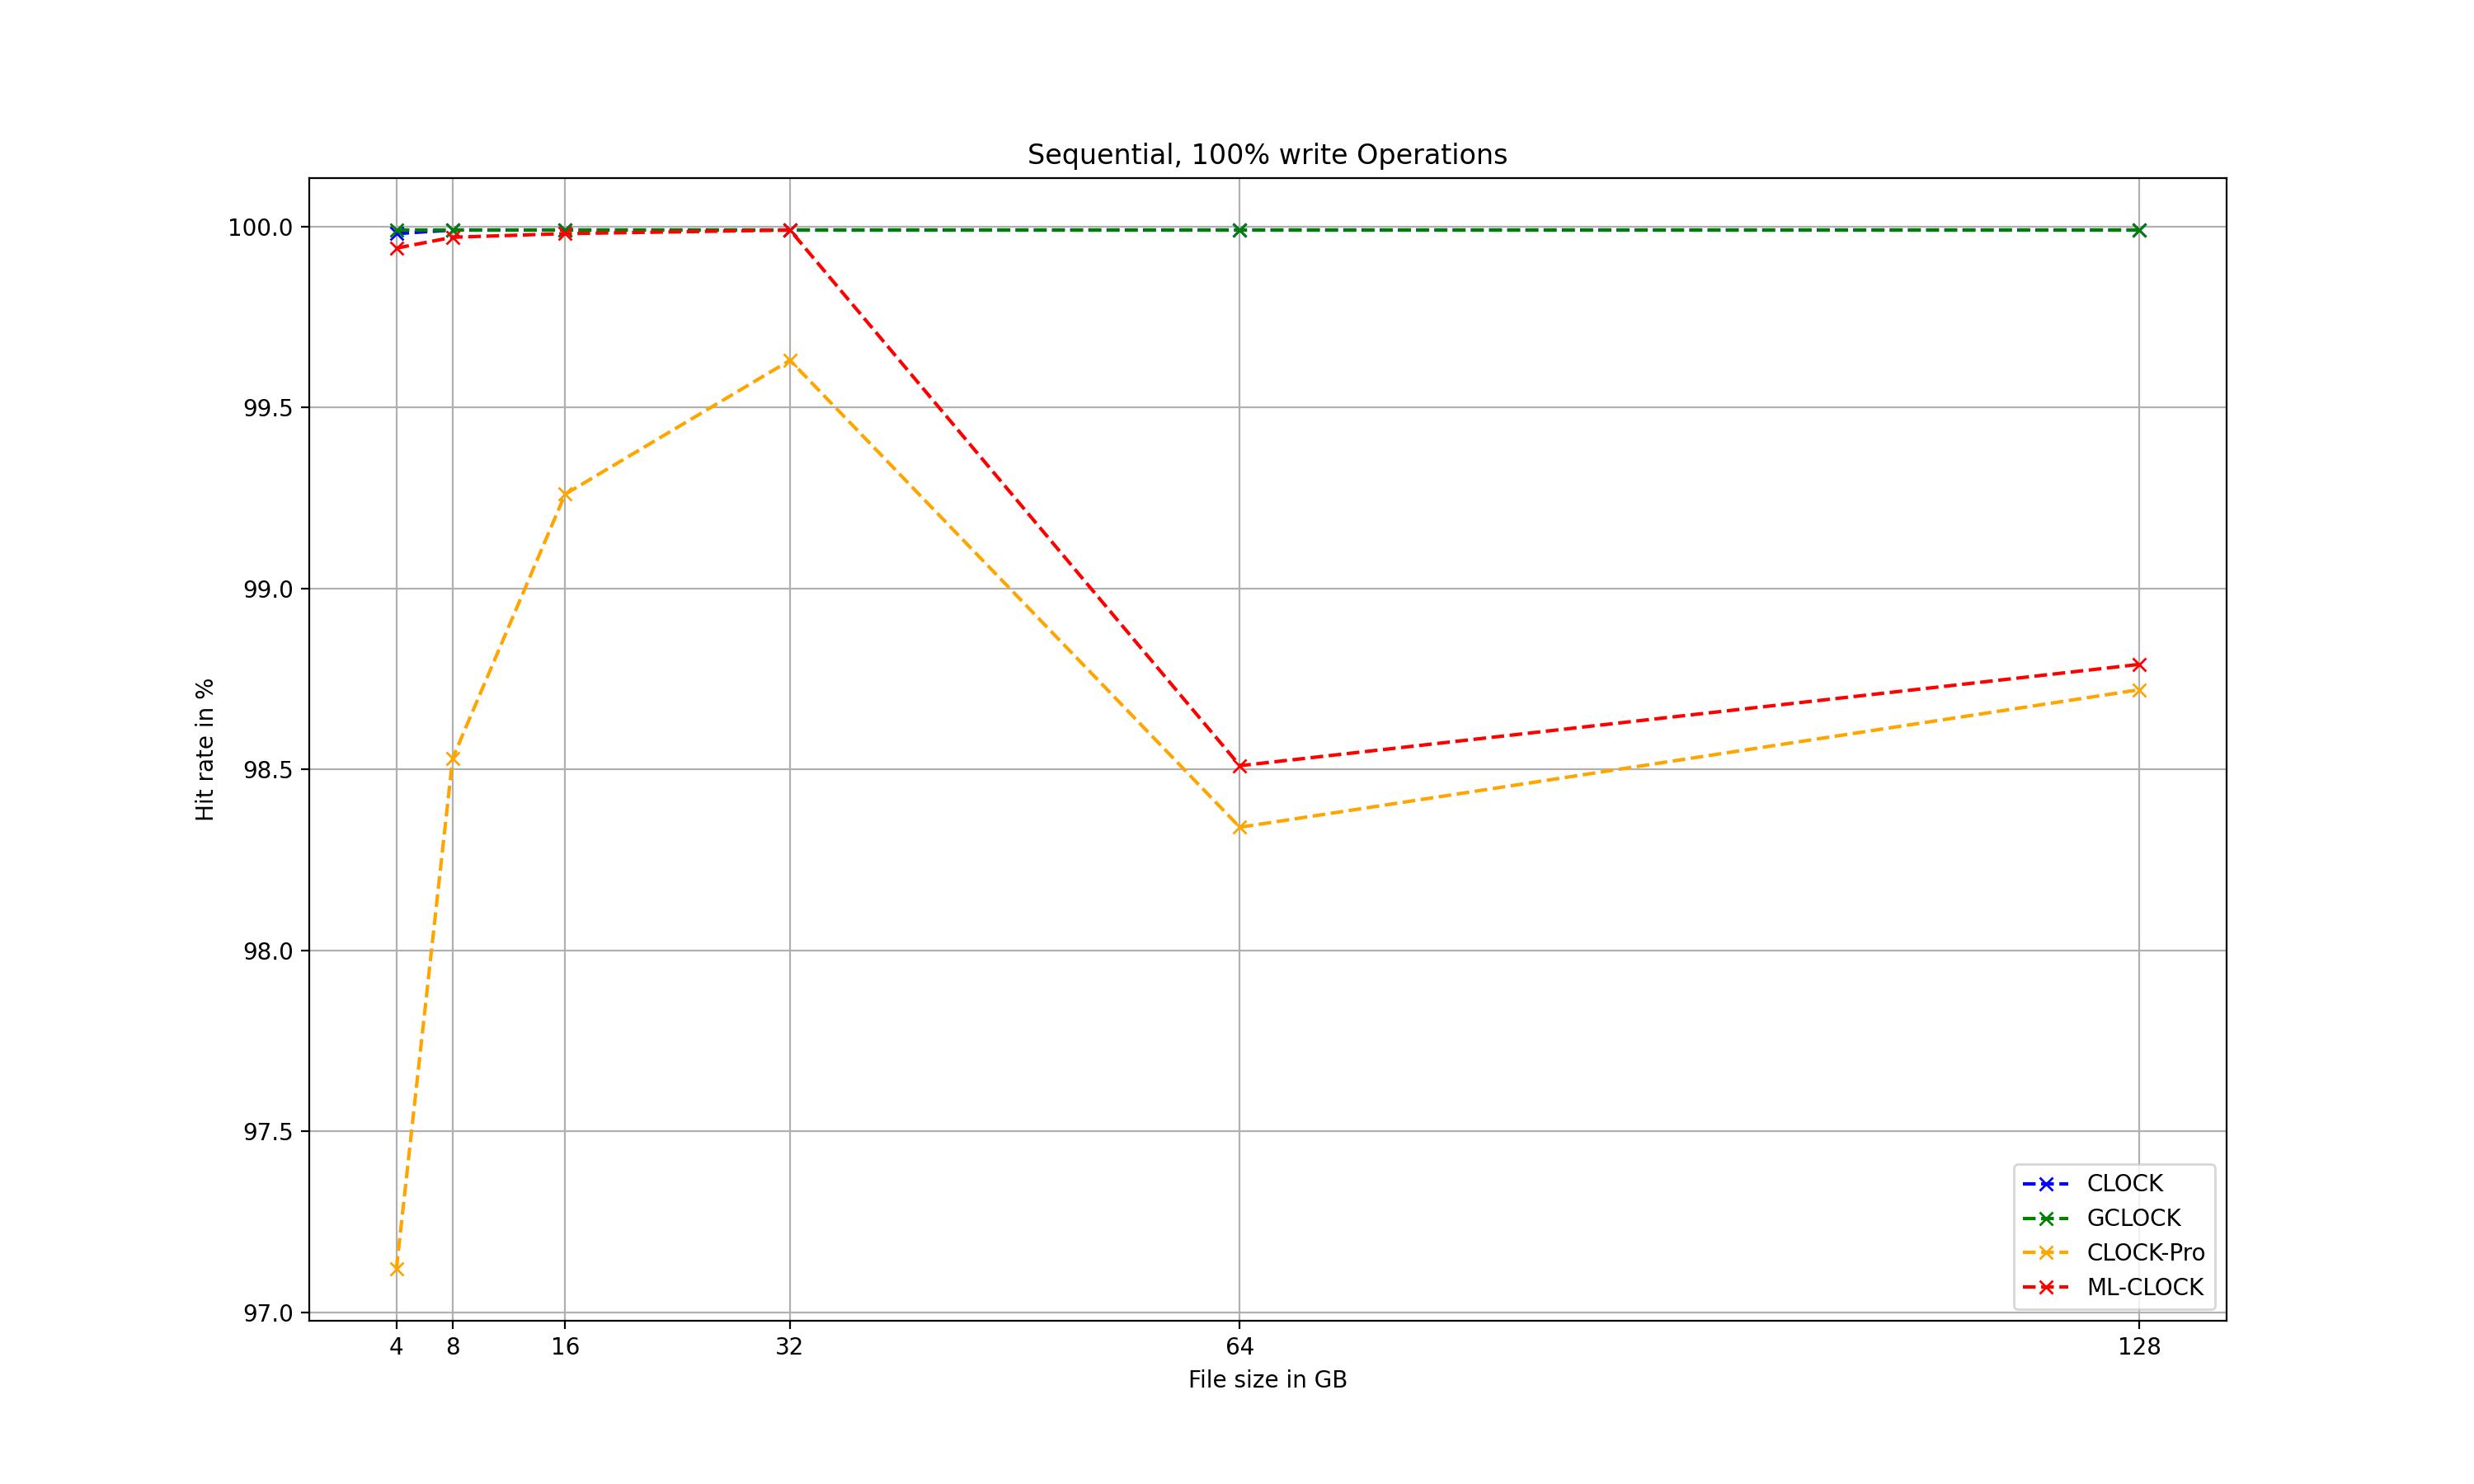 Sequential, 100% write Operations
100.0
99.5
99.0
98.5
98.0
97.5
97.0
Hit rate in %
4 8 16 32 64 128
File size in GB
CLOCK
GCLOCK
CLOCK-Pro
ML-CLOCK